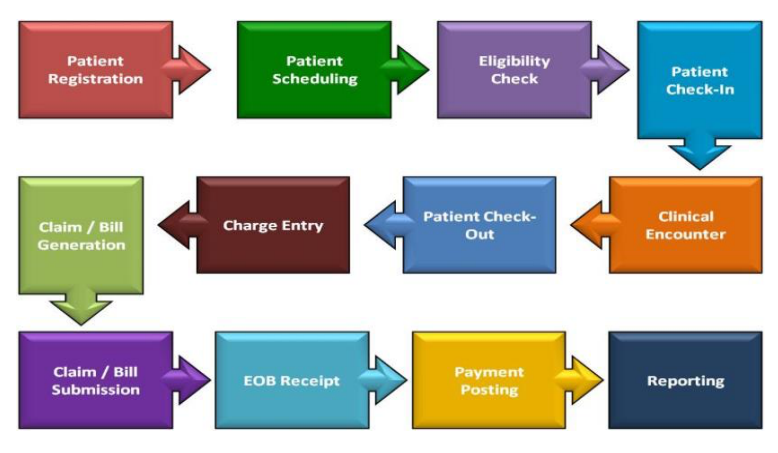 Patient
Registration
Patient
Scheduling
Eligibility
Check
Patient
Check-In
Clinical
Encounter
Patient Check-
Out
Charge Entry
Claim / Bill
Generation
Claim / Bill
Submission
EOB Receipt
Payment
Posting
Reporting